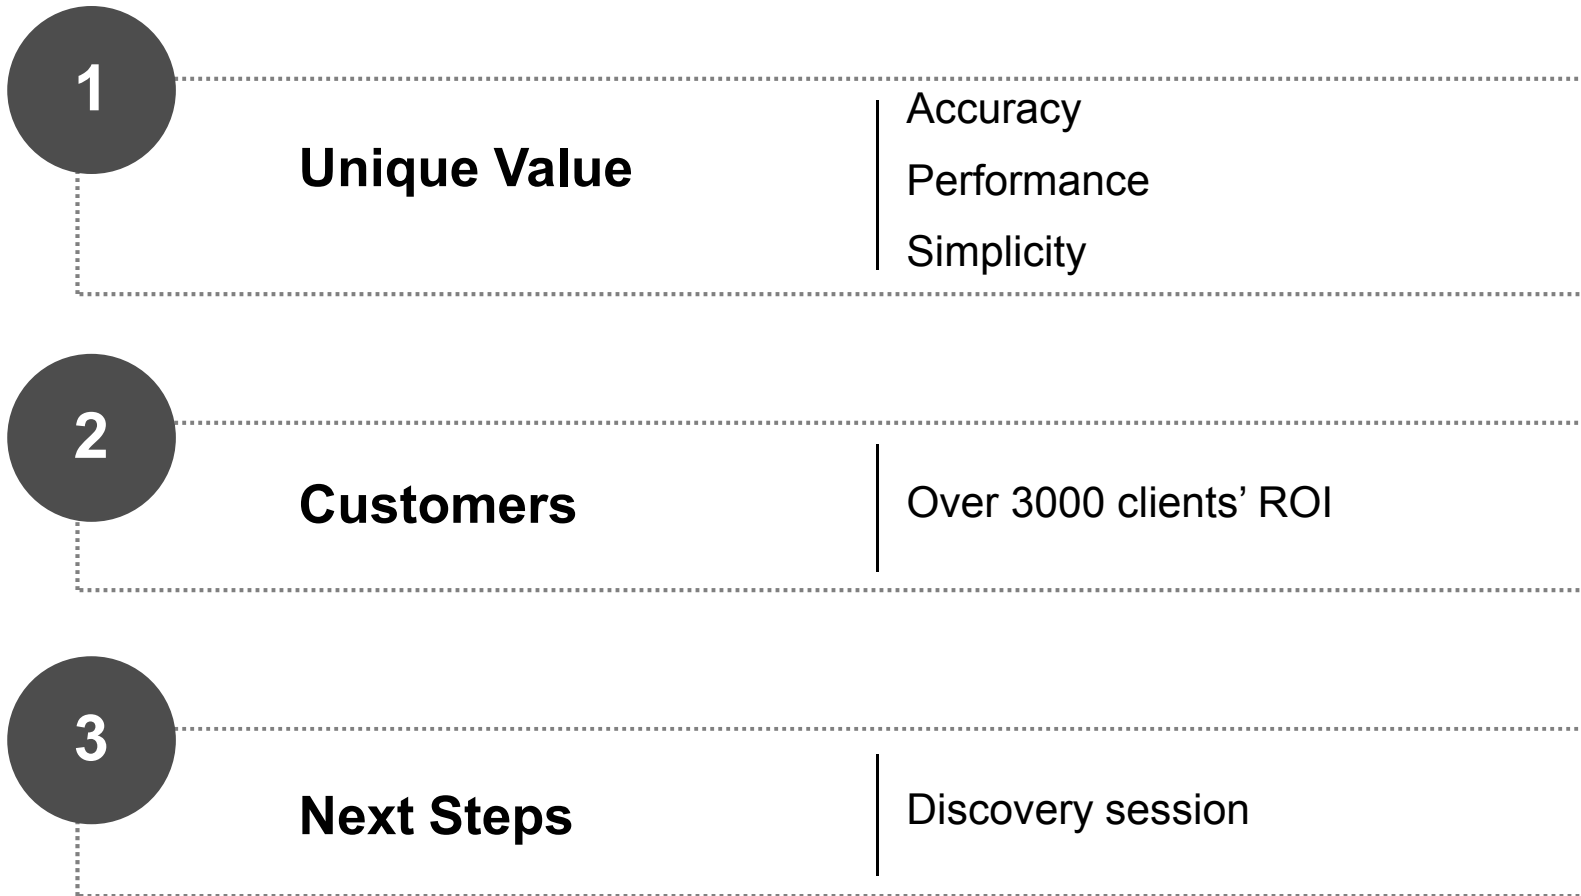 1
Unique Value
Accuracy
Performance
Simplicity
2
Customers
Over 3000 clients’ ROI
3
Next Steps
Discovery session